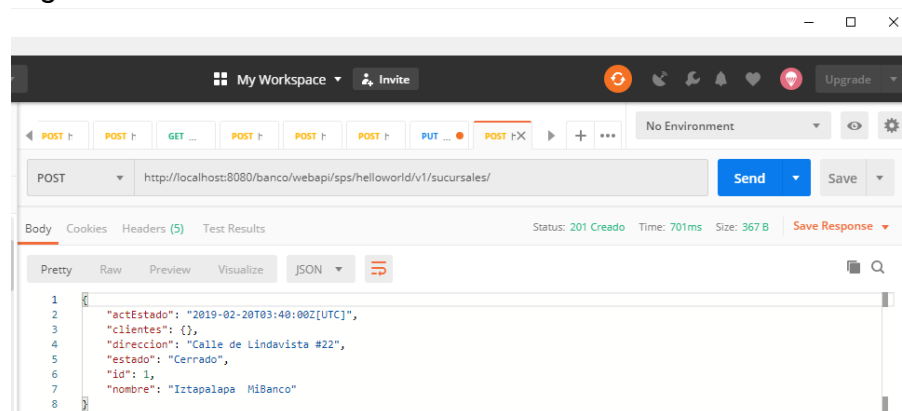 My Workspace Invite Upgrade
POST POST GET ... POST POST POST PUT ... POST No Environment
POST http://localhost:8080/banco/webapi/sps/helloworld/v1/sucursales/ Send Save
Body Cookies Headers (5) Test Results Status: 201 Creado Time: 701ms Size: 367 B Save Response
Pretty Raw Preview Visualize JSON
1 {
2 "actEstado": "2019-02-20T03:40:00Z[UTC]",
3 "clientes": {},
4 "direccion": "Calle de Lindavista #22",
5 "estado": "Cerrado",
6 "id": 1,
7 "nombre": "Iztapalapa  MiBanco"
8 }